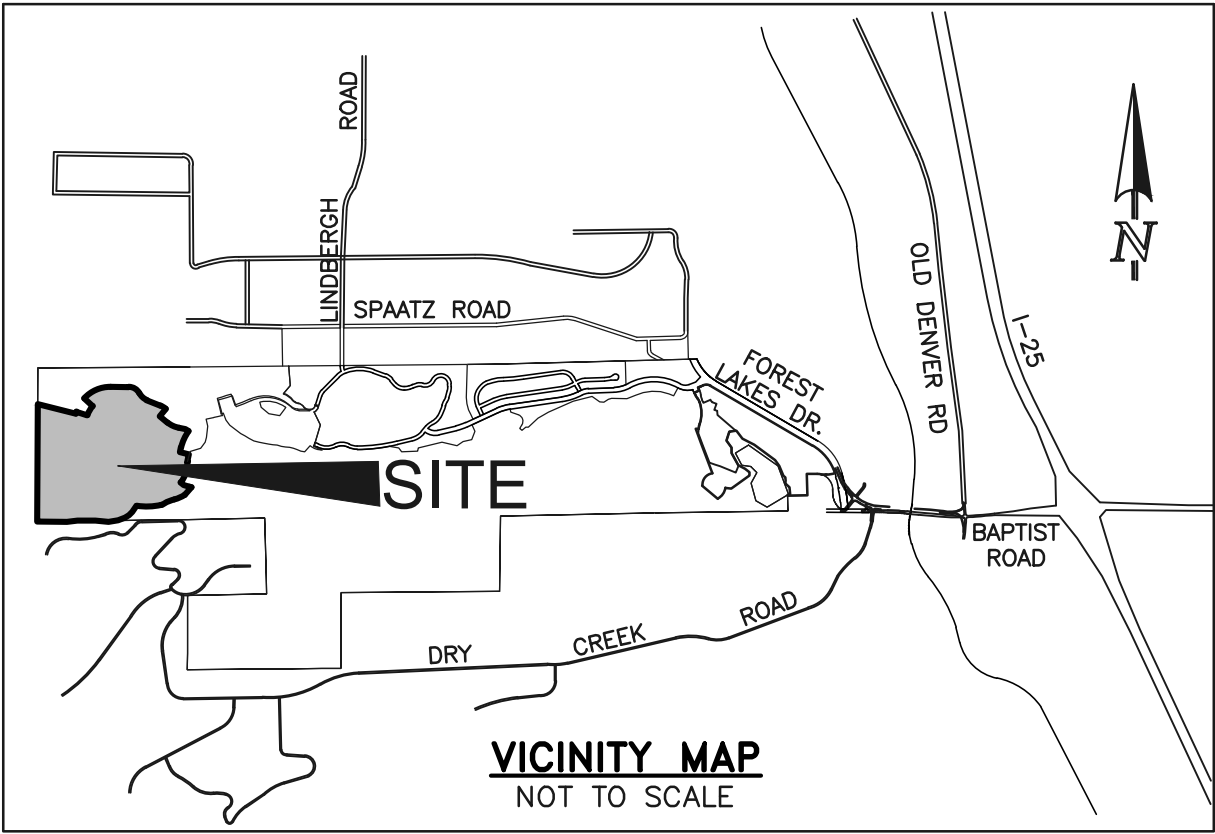 LINDBERGH ROAD
SPAATZ ROAD
OLD DENVER RD
I-25
N
FOREST
LAKES DR.
SITE
BAPTIST
ROAD
DRY CREEK ROAD
VICINITY MAP
NOT TO SCALE